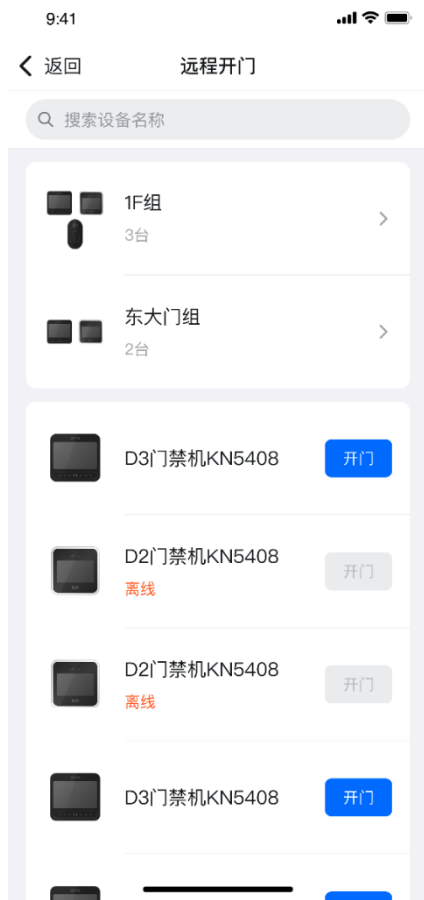 9:41
返回
远程开门
搜索设备名称
1F组
3台
东大门组
2台
D3门禁机KN5408
开门
D2门禁机KN5408
离线
开门
D2门禁机KN5408
离线
开门
D3门禁机KN5408
开门